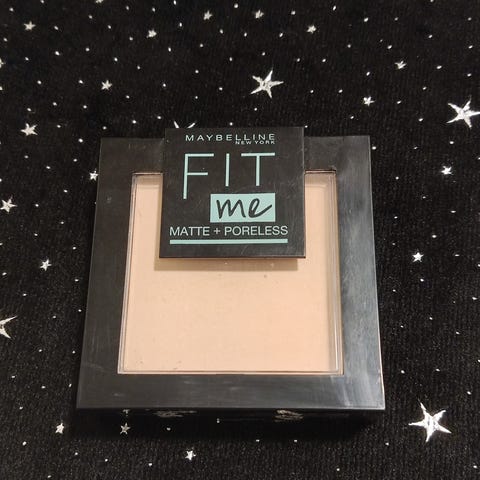 MAYBELLINE
NEW YORK
FIT
me
MATTE + PORELESS